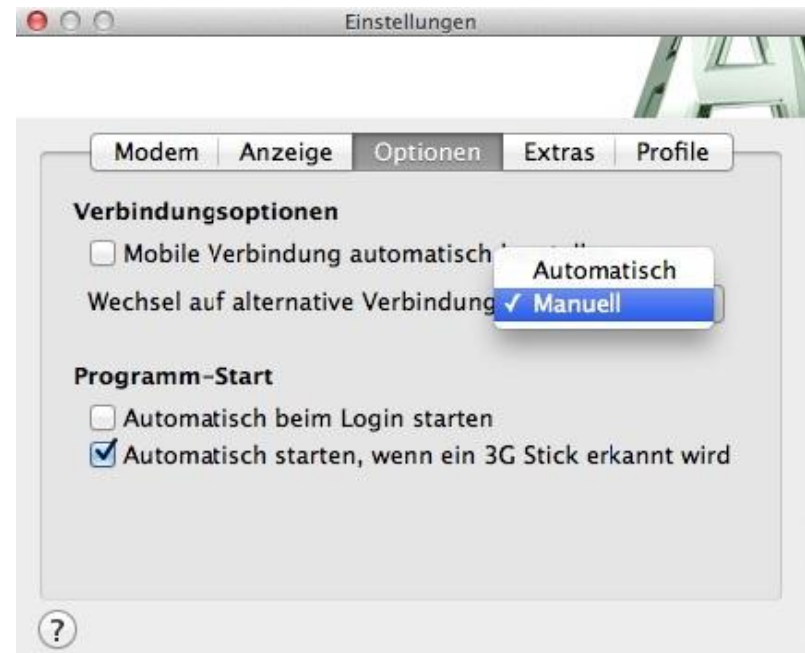 Einstellungen
Modem Anzeige Optionen Extras Profile
Verbindungsoptionen
Mobile Verbindung automatisch
Automatisch
Wechsel auf alternative Verbindung ✓ Manuell
Programm-Start
Automatisch beim Login starten
Automatisch starten, wenn ein 3G Stick erkannt wird
?